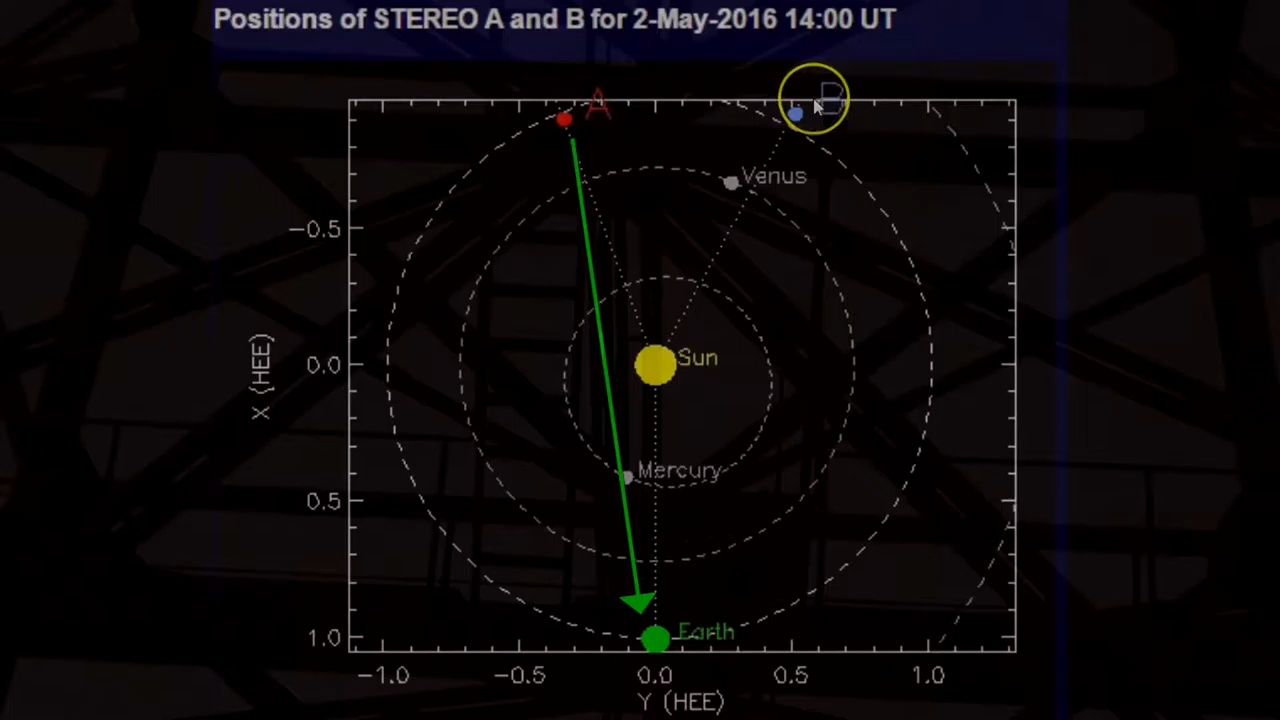 Positions of STEREO A and B for 2-May-2016 14:00 UT
A
B
Venus
−0.5
X (HEE)
0.0
Sun
Mercury
0.5
1.0
Earth
−1.0 −0.5 0.0 0.5 1.0
Y (HEE)